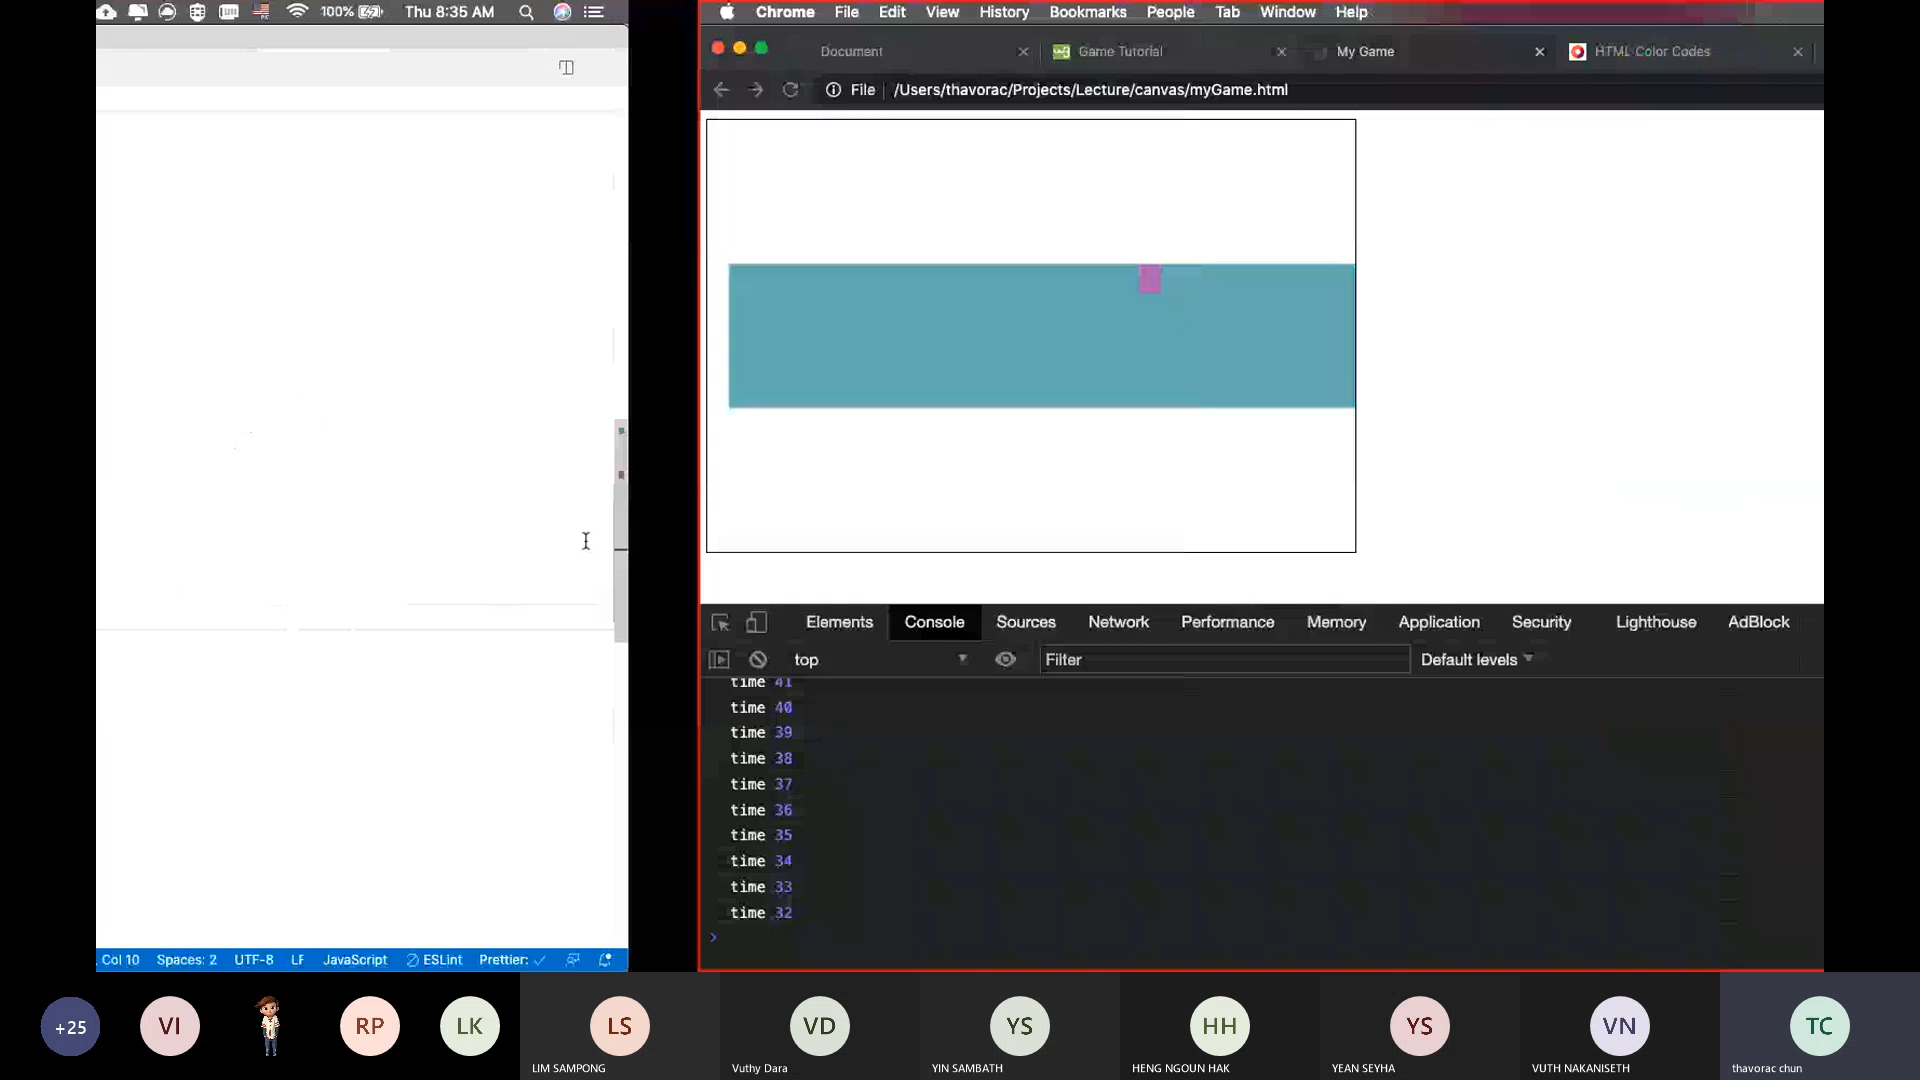 100%
Thu 8:35 AM
Chrome File Edit View History Bookmarks People Tab Window Help
Document
Game Tutorial
My Game
HTML Color Codes
File /Users/thavorac/Projects/Lecture/canvas/myGame.html
Elements Console Sources Network Performance Memory Application Security Lighthouse AdBlock
top
Filter
Default levels
time 41
time 40
time 39
time 38
time 37
time 36
time 35
time 34
time 33
time 32
Col 10 Spaces: 2 UTF-8 LF JavaScript ESLint Prettier:
+25
VI
RP
LK
LS
VD
YS
HH
YS
VN
TC
LIM SAMPONG
Vuthy Dara
YIN SAMBATH
HENG NGOUN HAK
YEAN SEYHA
VUTH NAKANISETH
thavorac chun